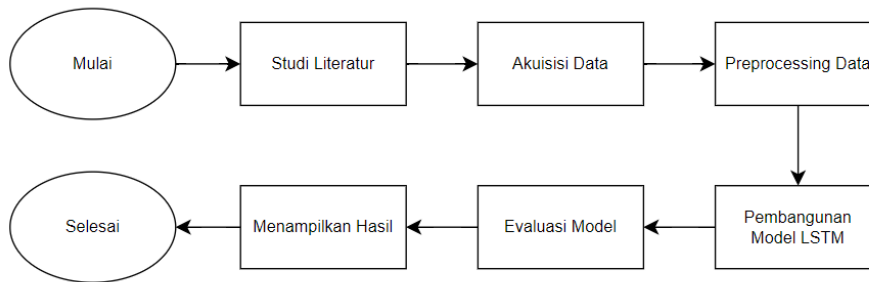 Mulai
Studi Literatur
Akuisisi Data
Preprocessing Data
Pembangunan
Model LSTM
Evaluasi Model
Menampilkan Hasil
Selesai